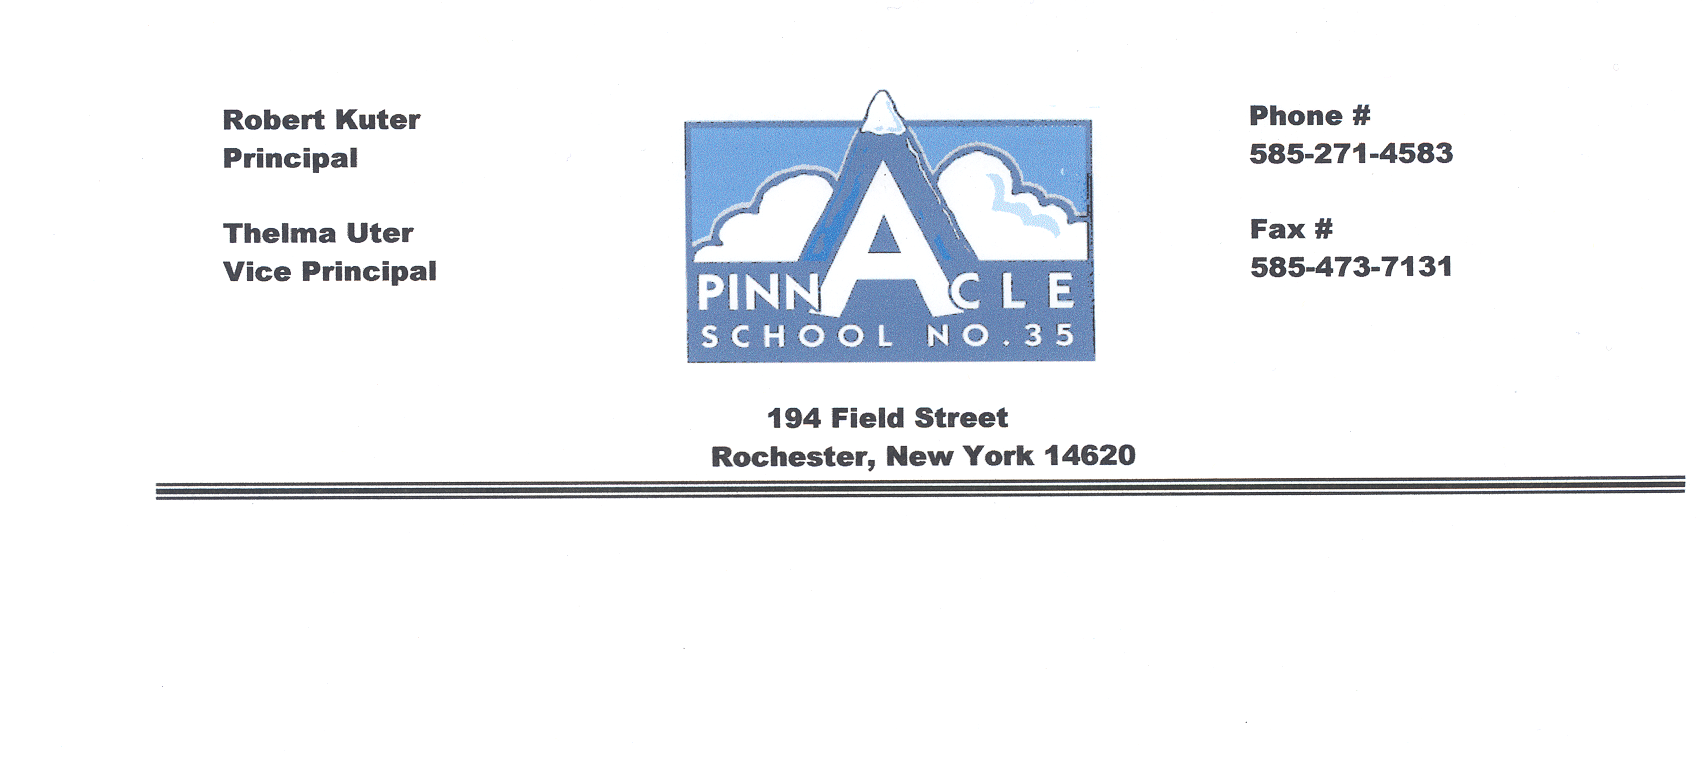 Robert Kuter
Principal
Thelma Uter
Vice Principal
PINNACLE
SCHOOL NO.35
Phone #
585-271-4583
Fax #
585-473-7131
194 Field Street
Rochester, New York 14620